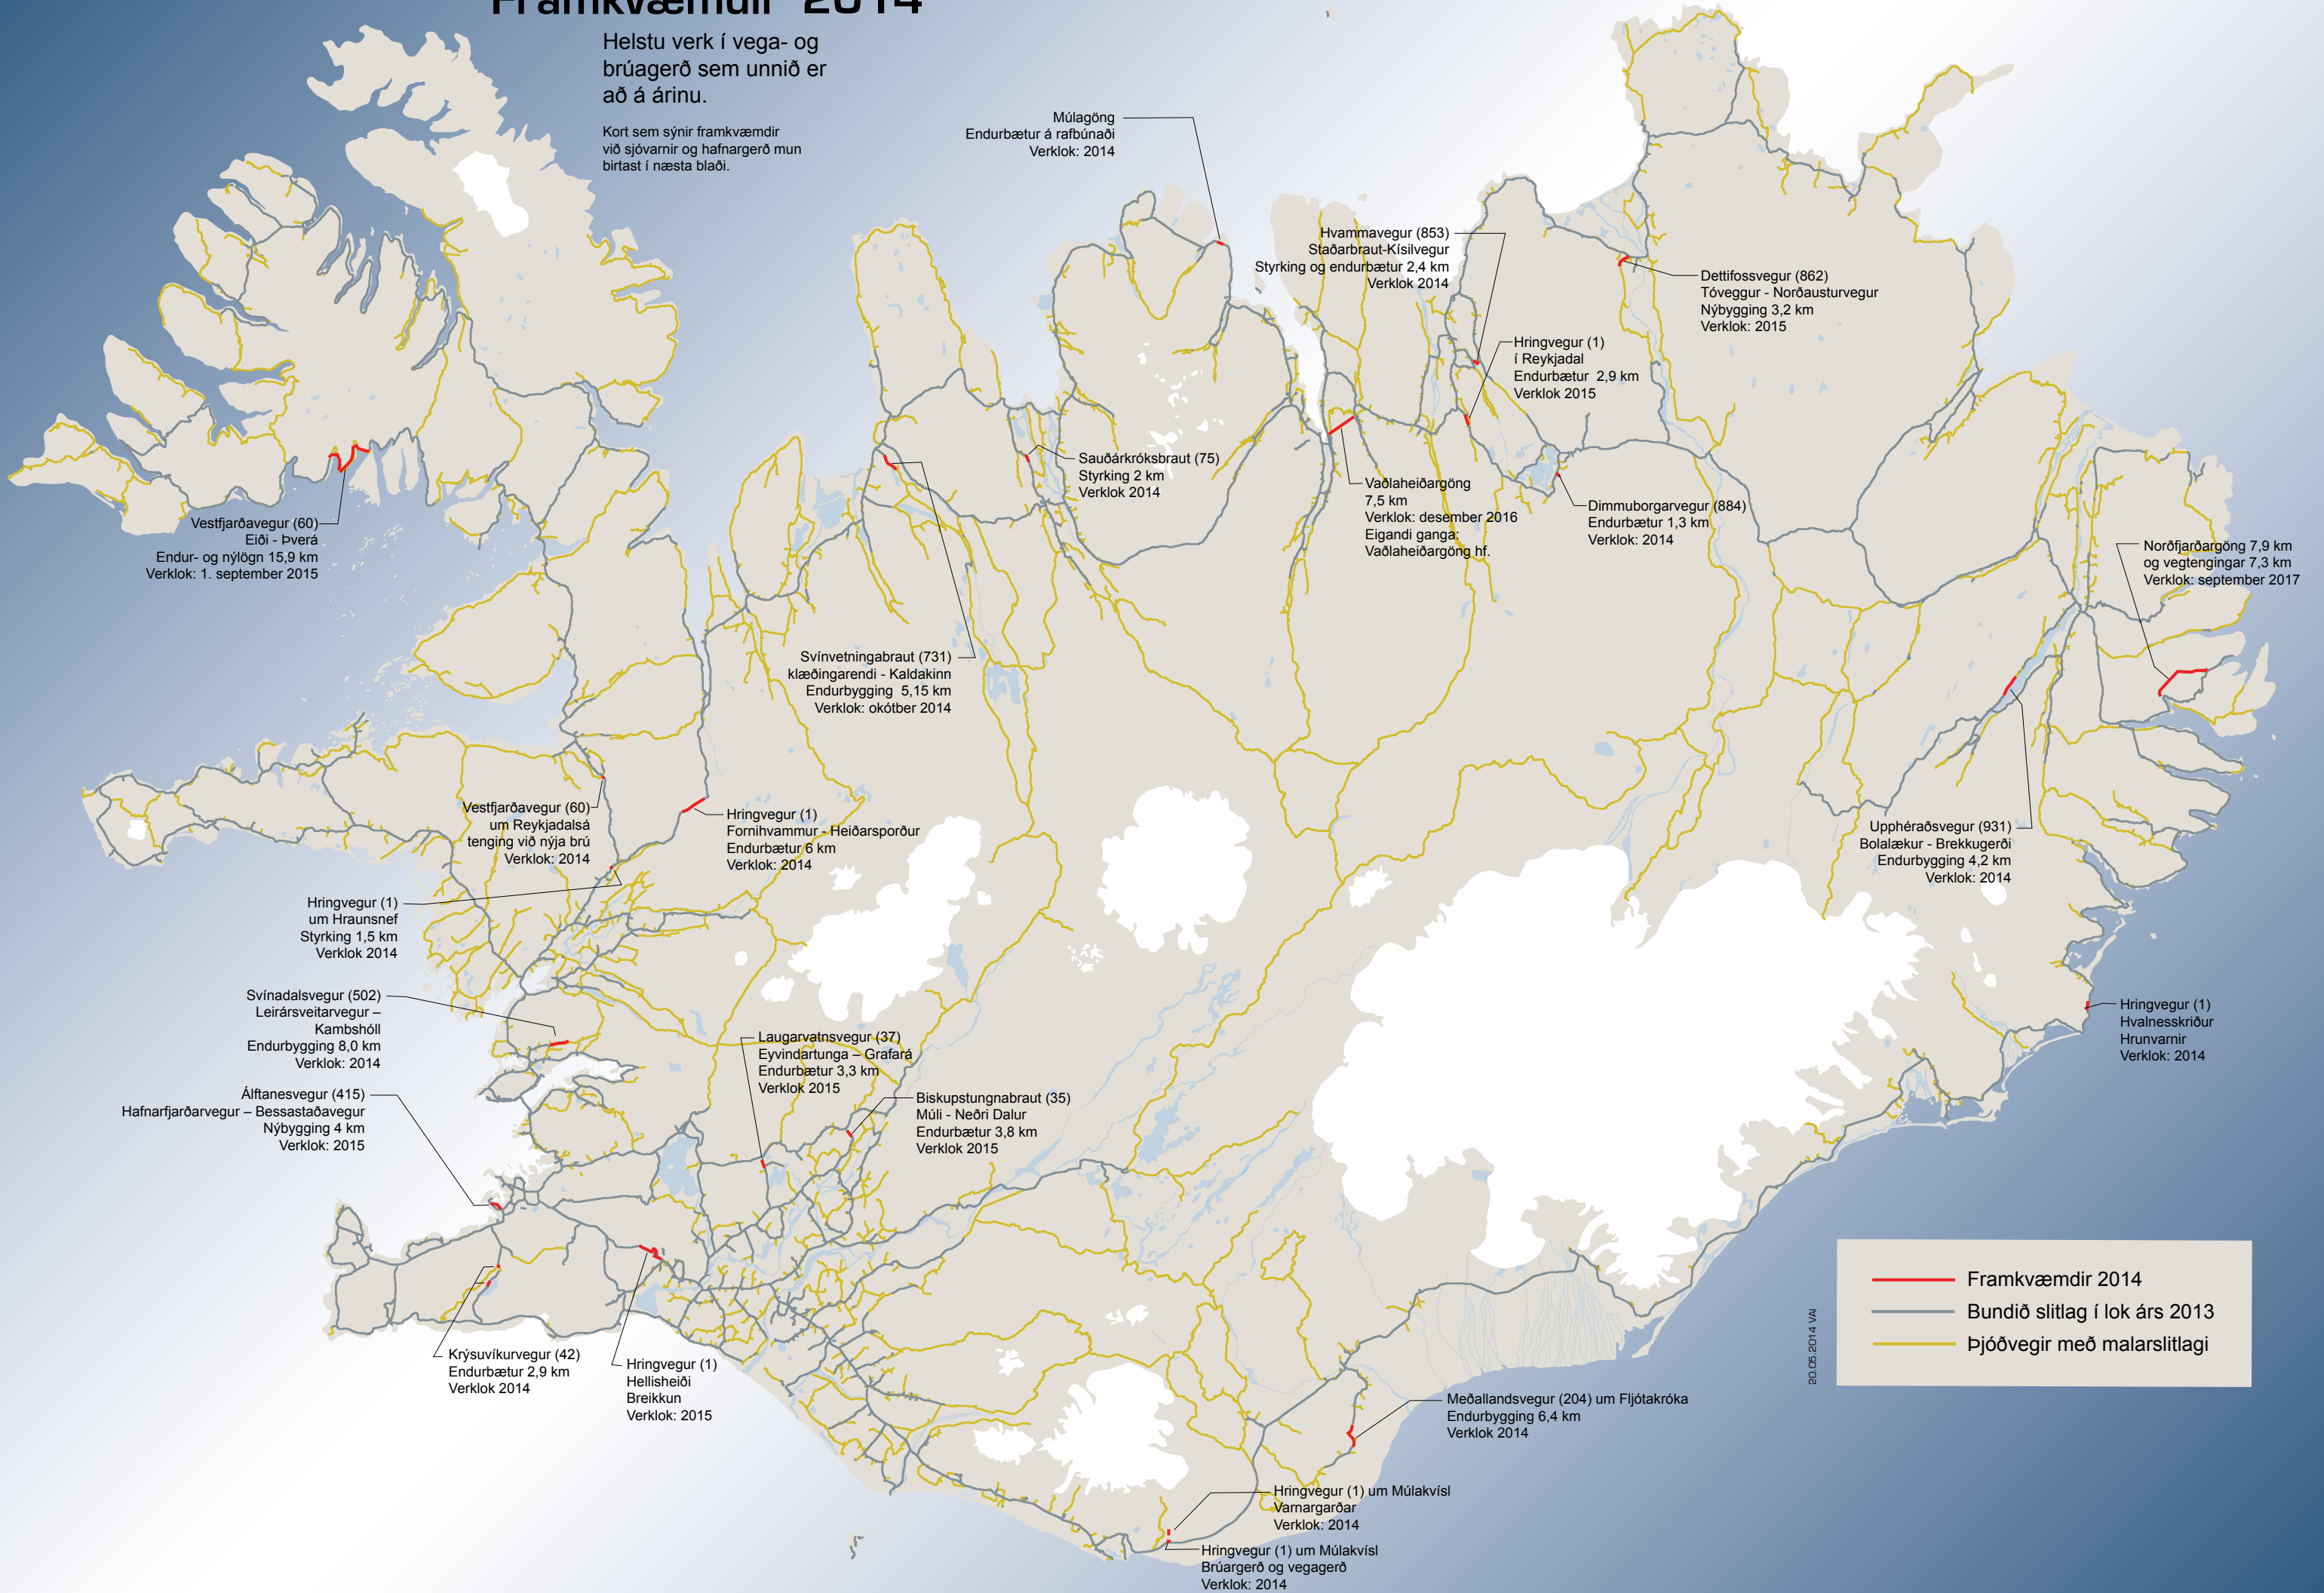 Framkvæmdir 2014
Helstu verk í vega- og
brúagerð sem unnið er
að á árinu.
Kort sem sýnir framkvæmdir
við sjóvarnir og hafnargerð mun
birtast í næsta blaði.
Múlagöng
Endurbætur á rafbúnaði
Verklok: 2014
Hvammavegur (853)
Staðarbraut-Kísilvegur
Styrking og endurbætur 2,4 km
Verklok 2014
Dettifossvegur (862)
Tóveggur - Norðausturvegur
Nýbygging 3,2 km
Verklok: 2015
Hringvegur (1)
í Reykjadal
Endurbætur 2,9 km
Verklok 2015
Sauðárkróksbraut (75)
Styrking 2 km
Verklok 2014
Vaðlaheiðargöng
7,5 km
Verklok: desember 2016
Eigandi ganga:
Vaðlaheiðargöng hf.
Dimmuborgarvegur (884)
Endurbætur 1,3 km
Verklok: 2014
Vestfjarðavegur (60)
Eiði - Þverá
Endur- og nýlögn 15,9 km
Verklok: 1. september 2015
Norðfjarðargöng 7,9 km
og vegtengingar 7,3 km
Verklok: september 2017
Svínvetningabraut (731)
klæðingarendi - Kaldakinn
Endurbygging 5,15 km
Verklok: okótber 2014
Vestfjarðavegur (60)
um Reykjadalsá
tenging við nýja brú
Verklok: 2014
Hringvegur (1)
Fornihvammur - Heiðarsporður
Endurbætur 6 km
Verklok: 2014
Upphéraðsvegur (931)
Bolalækur - Brekkugerði
Endurbygging 4,2 km
Verklok: 2014
Hringvegur (1)
um Hraunsnef
Styrking 1,5 km
Verklok 2014
Svínadalsvegur (502)
Leirársveitarvegur –
Kambshóll
Endurbygging 8,0 km
Verklok: 2014
Hringvegur (1)
Hvalnesskriður
Hrunvarnir
Verklok: 2014
Laugarvatnsvegur (37)
Eyvindartunga – Grafará
Endurbætur 3,3 km
Verklok 2015
Álftanesvegur (415)
Hafnarfjarðarvegur – Bessastaðavegur
Nýbygging 4 km
Verklok: 2015
Biskupstungnabraut (35)
Múli - Neðri Dalur
Endurbætur 3,8 km
Verklok 2015
Krýsuvíkurvegur (42)
Endurbætur 2,9 km
Verklok 2014
Hringvegur (1)
Hellisheiði
Breikkun
Verklok: 2015
Meðallandsvegur (204) um Fljótakróka
Endurbygging 6,4 km
Verklok 2014
Hringvegur (1) um Múlakvísl
Varnargarðar
Verklok: 2014
Hringvegur (1) um Múlakvísl
Brúargerð og vegagerð
Verklok: 2014
Framkvæmdir 2014
Bundið slitlag í lok árs 2013
Þjóðvegir með malarslitlagi
20.05.2014 VAI